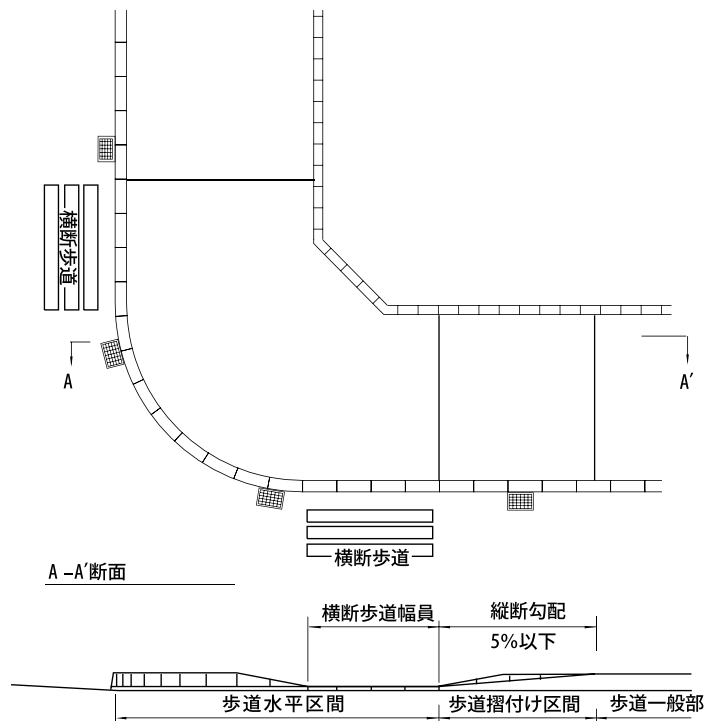 横断歩道
A
A′
横断歩道
A–A′断面
横断歩道幅員
縦断勾配
5%以下
歩道水平区間
歩道摺付け区間
歩道一般部